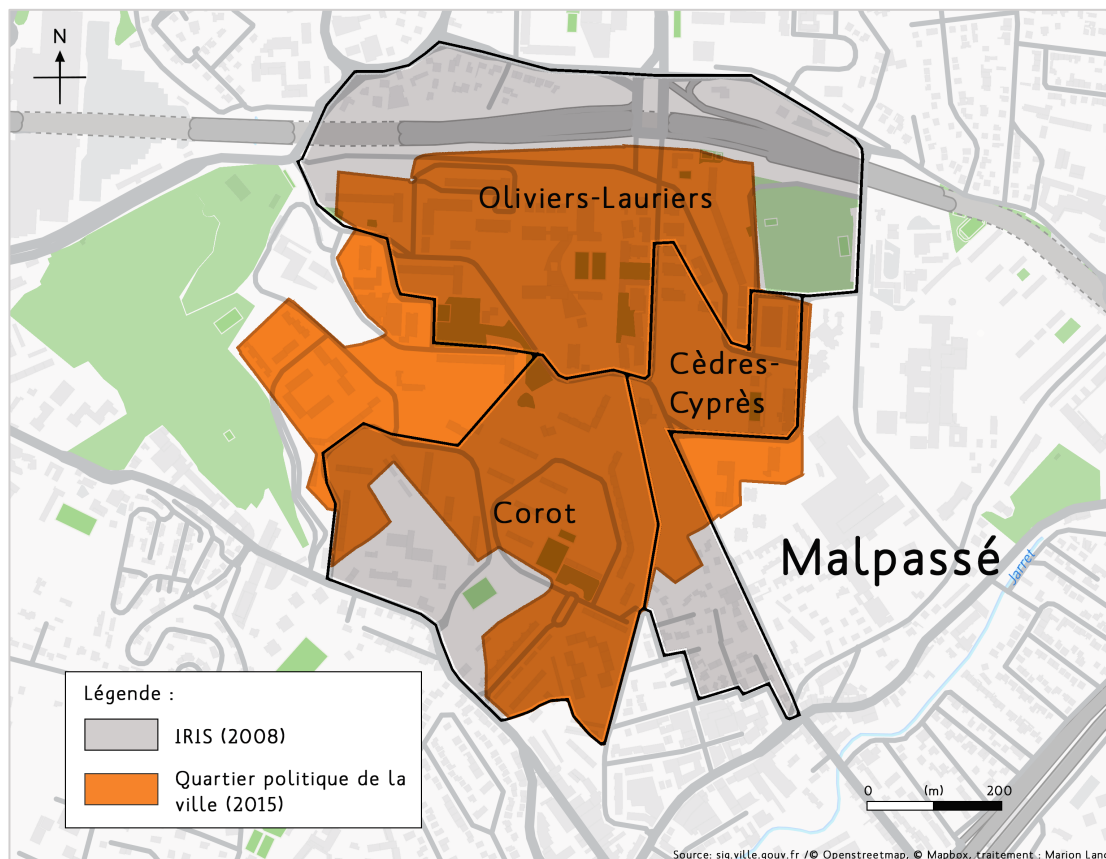 N
Oliviers-Lauriers
Cèdres-
Cyprès
Corot
Malpassé
Jarret
Légende :
IRIS (2008)
Quartier politique de la
ville (2015)
0 (m) 200
Source: sig.ville.gouv.fr /© Openstreetmap, © Mapbox, traitement : Marion Lang